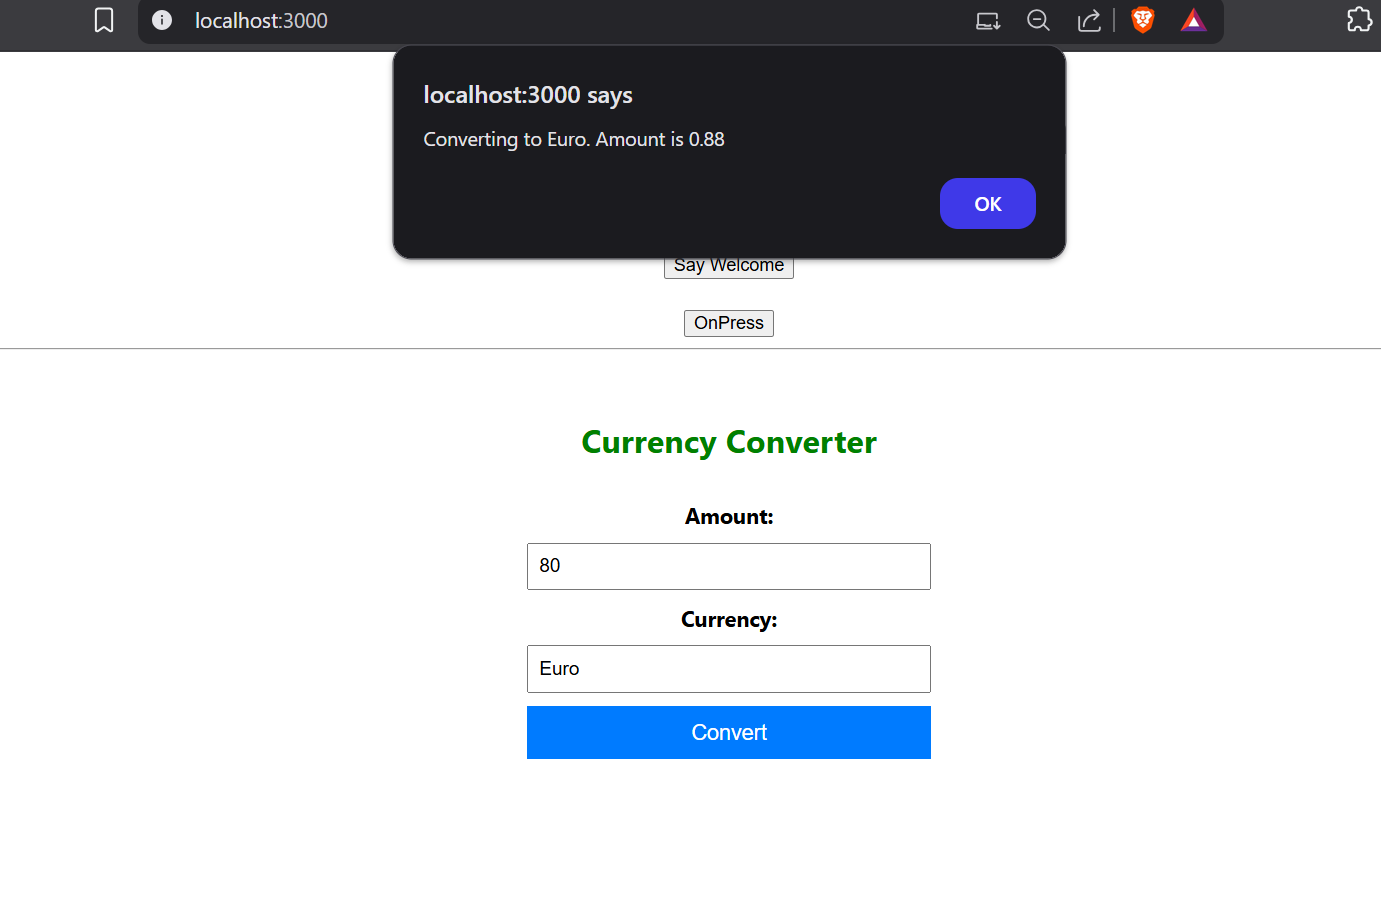 localhost:3000
localhost:3000 says
Converting to Euro. Amount is 0.88
OK
Say Welcome
OnPress
Currency Converter
Amount:
80
Currency:
Euro
Convert